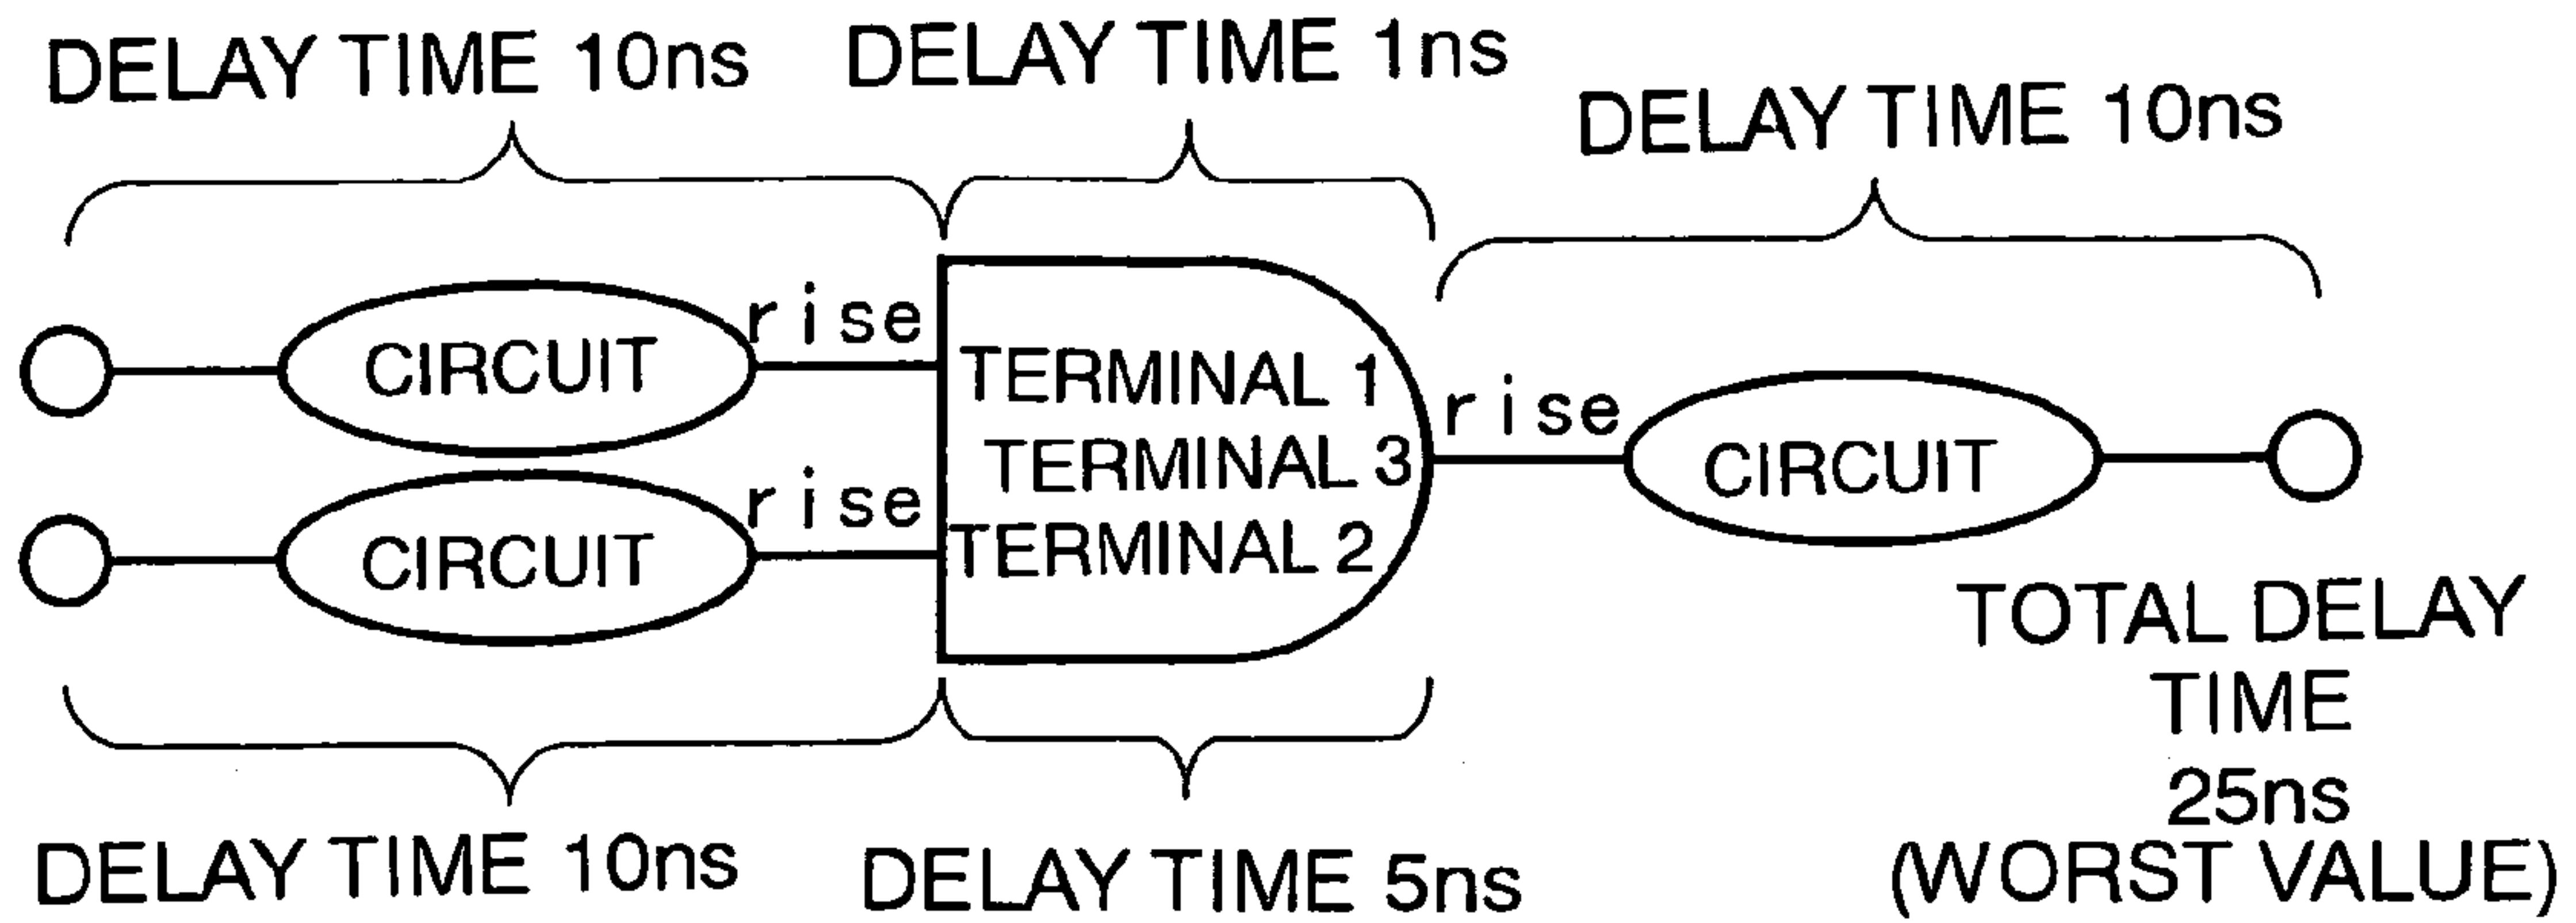 DELAY TIME 10ns
DELAY TIME 1ns
DELAY TIME 10ns
CIRCUIT
rise
TERMINAL 1
TERMINAL 3
rise
CIRCUIT
CIRCUIT
rise
TERMINAL 2
TOTAL DELAY
TIME
25ns
(WORST VALUE)
DELAY TIME 10ns
DELAY TIME 5ns